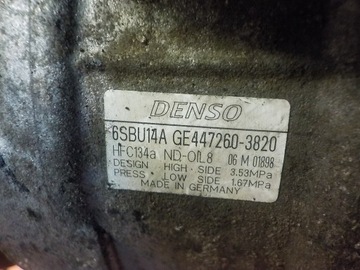 DENSO
6SBU14A GE447260-3820
HFC134a ND-OIL8 06 M 01898
DESIGN HIGH SIDE 3.53MPa
PRESS • LOW SIDE 1.67MPa
MADE IN GERMANY